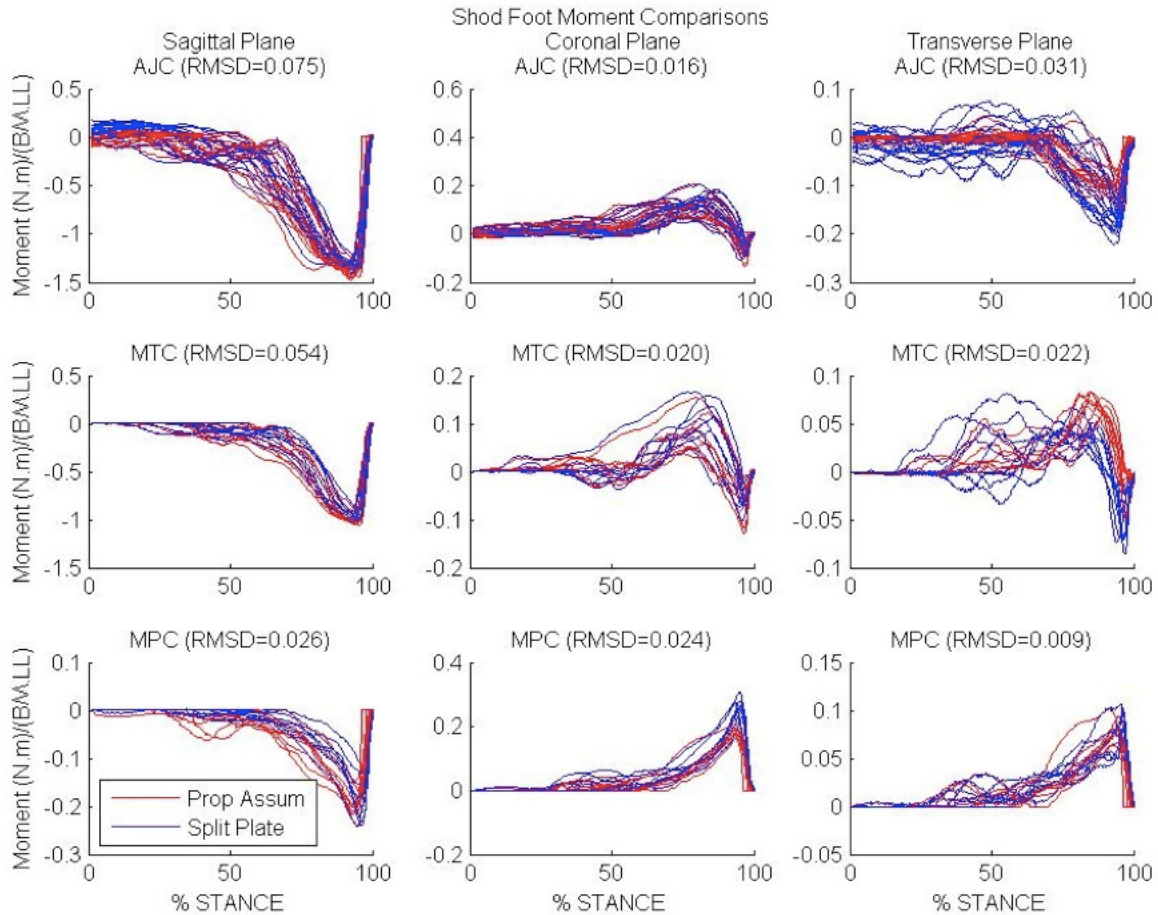 Shod Foot Moment Comparisons
Sagittal Plane
Coronal Plane
Transverse Plane
AJC (RMSD=0.075)
AJC (RMSD=0.016)
AJC (RMSD=0.031)
Moment (N.m)/(BM.LL)
0.5
0
-0.5
-1
-1.5
0 50 100
0.6
0.4
0.2
0
-0.2
0 50 100
0.1
0
-0.1
-0.2
-0.3
0 50 100
MTC (RMSD=0.054)
MTC (RMSD=0.020)
MTC (RMSD=0.022)
Moment (N.m)/(BM.LL)
0.5
0
-0.5
-1
-1.5
0 50 100
0.2
0.1
0
-0.1
-0.2
0 50 100
0.1
0.05
0
-0.05
-0.1
0 50 100
MPC (RMSD=0.026)
MPC (RMSD=0.024)
MPC (RMSD=0.009)
Moment (N.m)/(BM.LL)
0.1
0
-0.1
-0.2
-0.3
Prop Assum
Split Plate
0 50 100
% STANCE
0.4
0.2
0
-0.2
0 50 100
% STANCE
0.15
0.1
0.05
0
-0.05
0 50 100
% STANCE